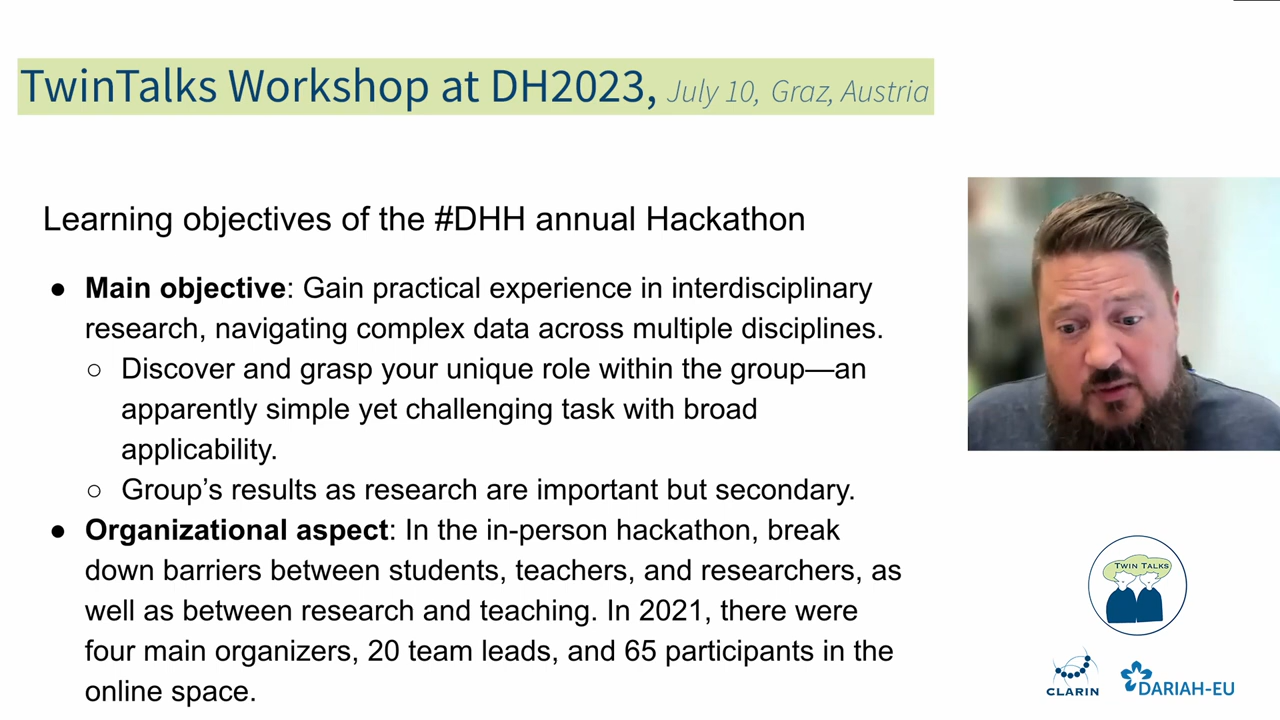 TwinTalks Workshop at DH2023, July 10, Graz, Austria
Learning objectives of the #DHH annual Hackathon
● Main objective: Gain practical experience in interdisciplinary
research, navigating complex data across multiple disciplines.
○ Discover and grasp your unique role within the group—an
apparently simple yet challenging task with broad
applicability.
○ Group’s results as research are important but secondary.
● Organizational aspect: In the in-person hackathon, break
down barriers between students, teachers, and researchers, as
well as between research and teaching. In 2021, there were
four main organizers, 20 team leads, and 65 participants in the
online space.
TWIN TALKS
CLARIN
DARIAH-EU